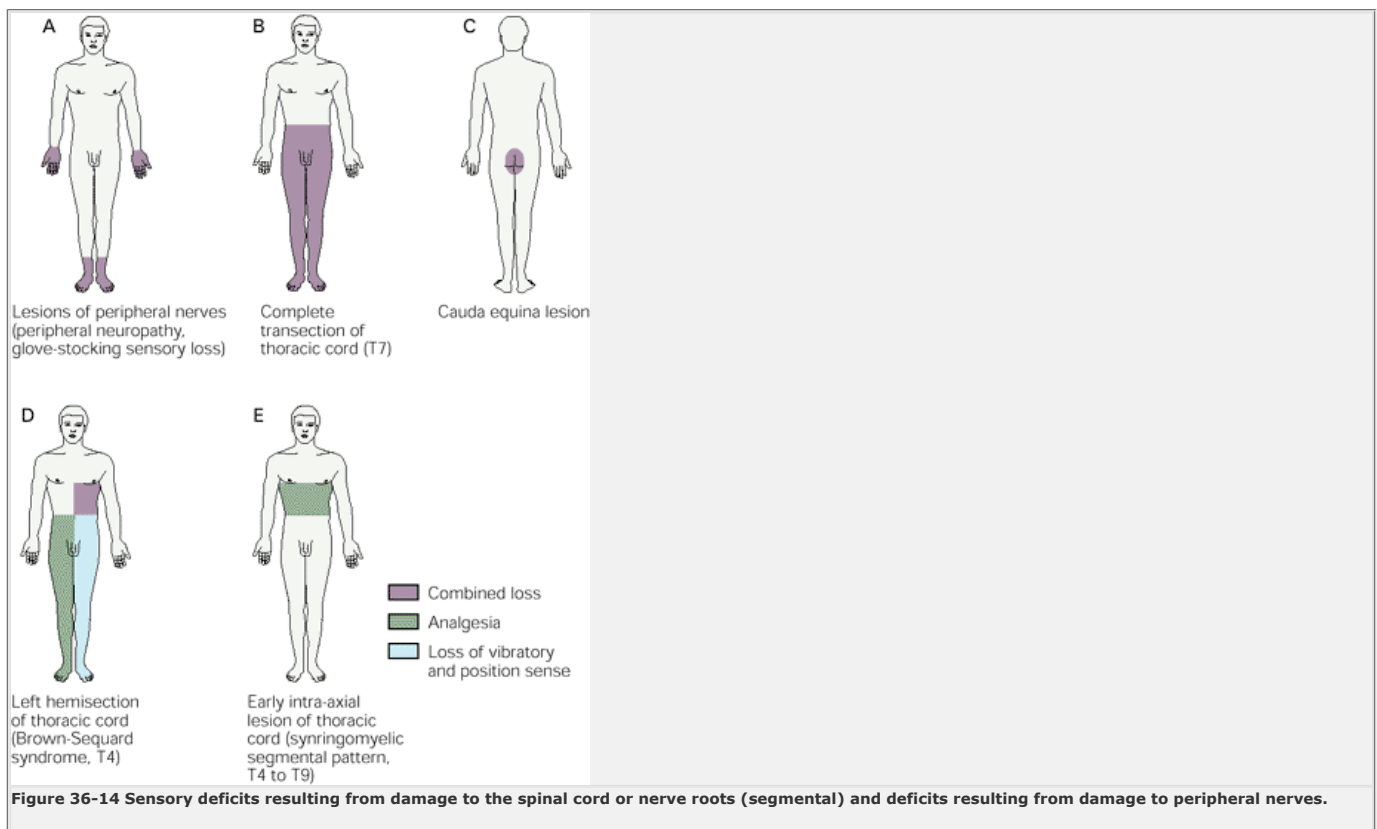 A
B
C
Lesions of peripheral nerves
(peripheral neuropathy,
glove-stocking sensory loss)
Complete
transection of
thoracic cord (T7)
Cauda equina lesion
D
E
Combined loss
Analgesia
Loss of vibratory
and position sense
Left hemisection
of thoracic cord
(Brown-Sequard
syndrome, T4)
Early intra-axial
lesion of thoracic
cord (synringomyelic
segmental pattern,
T4 to T9)
Figure 36-14 Sensory deficits resulting from damage to the spinal cord or nerve roots (segmental) and deficits resulting from damage to peripheral nerves.